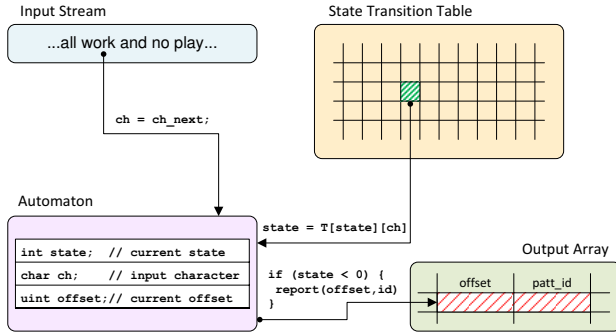 Input Stream
...all work and no play...
State Transition Table
ch = ch_next;
Automaton
int state;  // current state
char ch;    // input character
uint offset;// current offset
state = T[state][ch]
if (state < 0) {
report(offset,id)
}
Output Array
offset patt_id